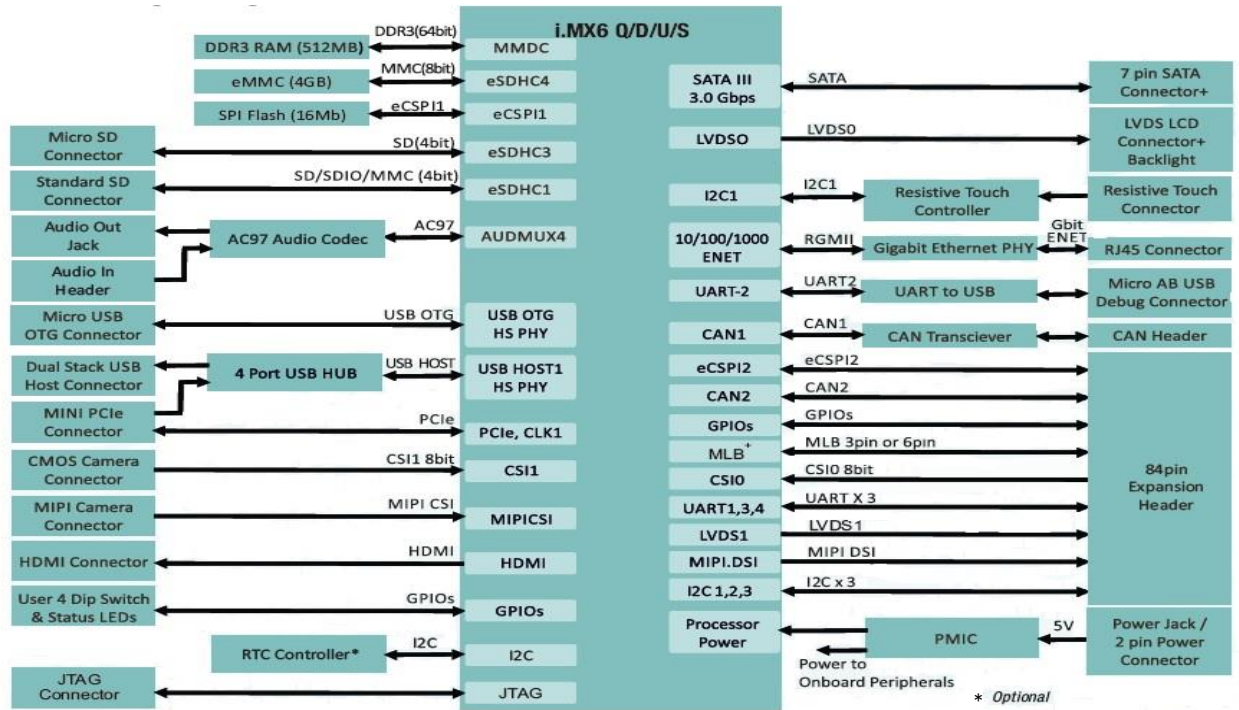 i.MX6 Q/D/U/S
DDR3 RAM (512MB)
DDR3(64bit)
MMDC
eMMC (4GB)
MMC(8bit)
eSDHC4
SPI Flash (16Mb)
eCSPI1
eCSPI1
Micro SD
Connector
SD(4bit)
eSDHC3
Standard SD
Connector
SD/SDIO/MMC (4bit)
eSDHC1
Audio Out
Jack
AC97 Audio Codec
AC97
AUDMUX4
Audio In
Header
Micro USB
OTG Connector
USB OTG
USB OTG
HS PHY
Dual Stack USB
Host Connector
4 Port USB HUB
USB HOST
USB HOST1
HS PHY
MINI PCIe
Connector
PCIe
PCIe, CLK1
CMOS Camera
Connector
CSI1 8bit
CSI1
MIPI Camera
Connector
MIPI CSI
MIPICSI
HDMI Connector
HDMI
HDMI
User 4 Dip Switch
& Status LEDs
GPIOs
GPIOs
RTC Controller*
I2C
I2C
JTAG
Connector
JTAG
SATA III
3.0 Gbps
SATA
7 pin SATA
Connector+
LVDSO
LVDS0
LVDS LCD
Connector+
Backlight
I2C1
I2C1
Resistive Touch
Controller
Resistive Touch
Connector
10/100/1000
ENET
RGMII
Gigabit Ethernet PHY
Gbit
ENET
RJ45 Connector
UART-2
UART2
UART to USB
Micro AB USB
Debug Connector
CAN1
CAN1
CAN Transciever
CAN Header
eCSPI2
eCSPI2
CAN2
CAN2
GPIOs
GPIOs
MLB+
MLB 3pin or 6pin
CSI0
CSI0 8bit
UART1,3,4
UART X 3
LVDS1
LVDS1
MIPI.DSI
MIPI DSI
I2C 1,2,3
I2C x 3
84pin
Expansion
Header
Processor
Power
PMIC
5V
Power Jack /
2 pin Power
Connector
Power to
Onboard Peripherals
* Optional